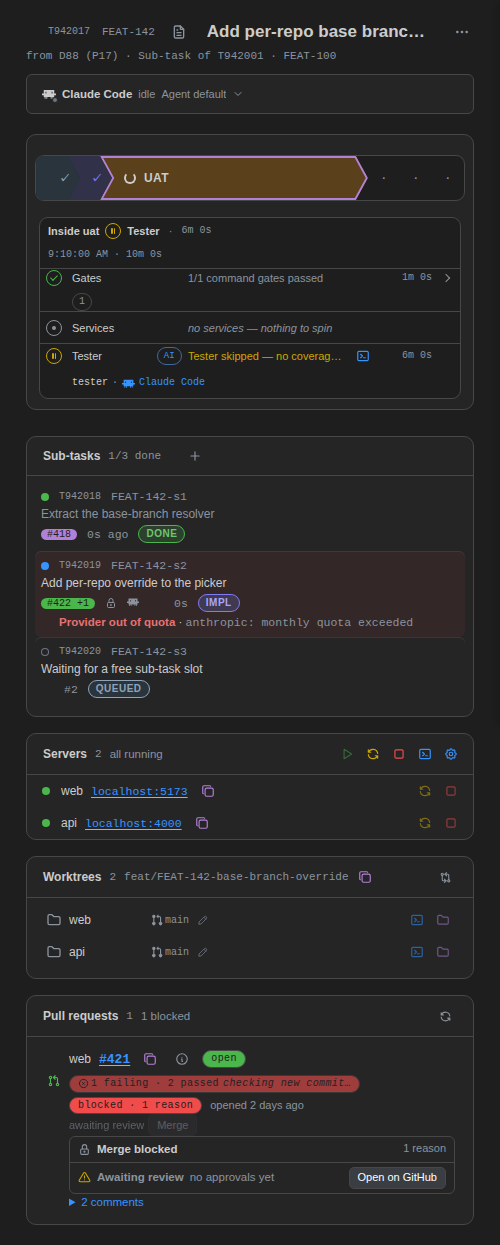 T942017 FEAT-142 Add per-repo base branc…
from D88 (P17) · Sub-task of T942001 · FEAT-100
Claude Code idle Agent default
UAT
Inside uat Tester · 6m 0s
9:10:00 AM · 10m 0s
Gates 1/1 command gates passed 1m 0s
1
Services no services — nothing to spin
Tester AI Tester skipped — no coverag… 6m 0s
tester · Claude Code
Sub-tasks 1/3 done
T942018 FEAT-142-s1
Extract the base-branch resolver
#418 0s ago DONE
T942019 FEAT-142-s2
Add per-repo override to the picker
#422 +1 0s IMPL
Provider out of quota · anthropic: monthly quota exceeded
T942020 FEAT-142-s3
Waiting for a free sub-task slot
#2 QUEUED
Servers 2 all running
web localhost:5173
api localhost:4000
Worktrees 2 feat/FEAT-142-base-branch-override
web main
api main
Pull requests 1 1 blocked
web #421 open
1 failing · 2 passed checking new commit…
blocked · 1 reason opened 2 days ago
awaiting review Merge
Merge blocked 1 reason
Awaiting review no approvals yet Open on GitHub
2 comments